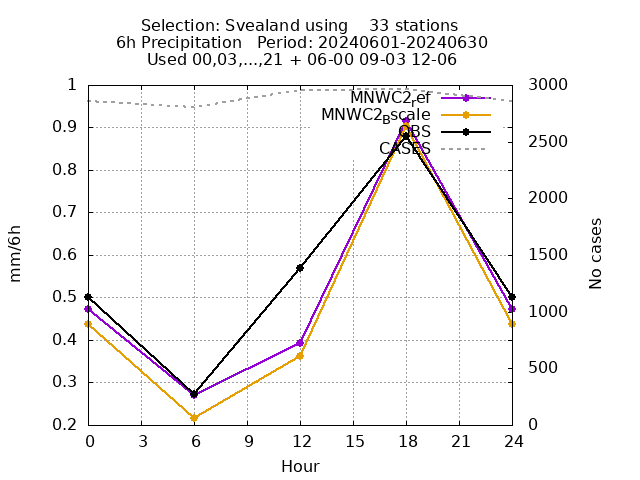 Selection: Svealand using    33 stations
6h Precipitation   Period: 20240601-20240630
Used 00,03,...,21 + 06-00 09-03 12-06
MNWC2_ref
MNWC2_Bscale
OBS
CASES
mm/6h
1
0.9
0.8
0.7
0.6
0.5
0.4
0.3
0.2
3000
2500
2000
1500
1000
500
0
No cases
0 3 6 9 12 15 18 21 24
Hour